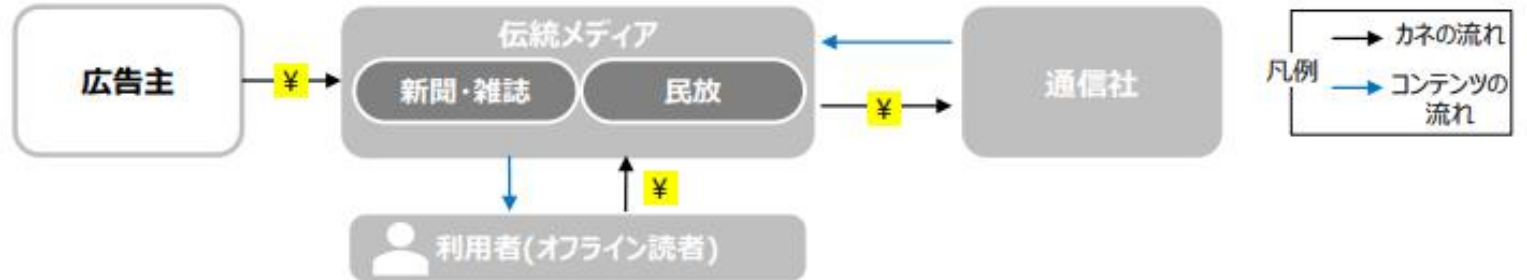 広告主
¥
伝統メディア
新聞・雑誌
民放
¥
通信社
凡例
カネの流れ
コンテンツの
流れ
¥
利用者(オフライン読者)